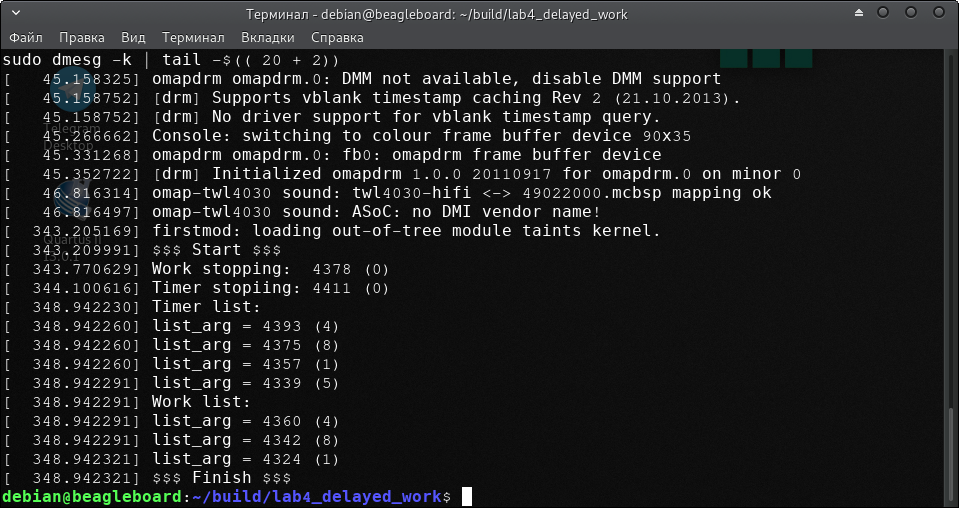 Терминал - debian@beagleboard: ~/build/lab4_delayed_work
Файл Правка Вид Терминал Вкладки Справка
sudo dmesg -k | tail -$(( 20 + 2))
[   45.158325] omapdrm omapdrm.0: DMM not available, disable DMM support
[   45.158752] [drm] Supports vblank timestamp caching Rev 2 (21.10.2013).
[   45.158752] [drm] No driver support for vblank timestamp query.
[   45.266662] Console: switching to colour frame buffer device 90x35
[   45.331268] omapdrm omapdrm.0: fb0: omapdrm frame buffer device
[   45.352722] [drm] Initialized omapdrm 1.0.0 20110917 for omapdrm.0 on minor 0
[   46.816314] omap-twl4030 sound: twl4030-hifi <-> 49022000.mcbsp mapping ok
[   46.816497] omap-twl4030 sound: ASoC: no DMI vendor name!
[  343.205169] firstmod: loading out-of-tree module taints kernel.
[  343.209991] $$$ Start $$$
[  343.770629] Work stopping:  4378 (0)
[  344.100616] Timer stopiing: 4411 (0)
[  348.942230] Timer list:
[  348.942260] list_arg = 4393 (4)
[  348.942260] list_arg = 4375 (8)
[  348.942260] list_arg = 4357 (1)
[  348.942291] list_arg = 4339 (5)
[  348.942291] Work list:
[  348.942291] list_arg = 4360 (4)
[  348.942291] list_arg = 4342 (8)
[  348.942321] list_arg = 4324 (1)
[  348.942321] $$$ Finish $$$
debian@beagleboard:~/build/lab4_delayed_work$
Telegram
Desktop
Quartus II
13.0.1